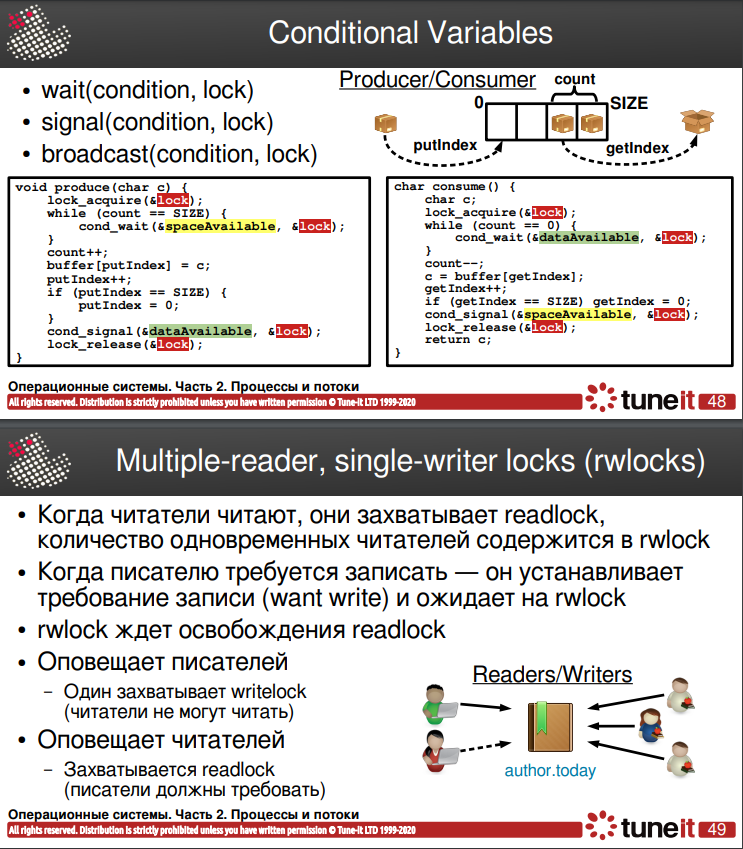 Conditional Variables
• wait(condition, lock)
• signal(condition, lock)
• broadcast(condition, lock)
Producer/Consumer
count
0
SIZE
putIndex
getIndex
void produce(char c) {
    lock_acquire(&lock);
    while (count == SIZE) {
        cond_wait(&spaceAvailable, &lock);
    }
    count++;
    buffer[putIndex] = c;
    putIndex++;
    if (putIndex == SIZE) {
        putIndex = 0;
    }
    cond_signal(&dataAvailable, &lock);
    lock_release(&lock);
}
char consume() {
    char c;
    lock_acquire(&lock);
    while (count == 0) {
        cond_wait(&dataAvailable, &lock);
    }
    count--;
    c = buffer[getIndex];
    getIndex++;
    if (getIndex == SIZE) getIndex = 0;
    cond_signal(&spaceAvailable, &lock);
    lock_release(&lock);
    return c;
}
Операционные системы. Часть 2. Процессы и потоки
All rights reserved. Distribution is strictly prohibited unless you have written permission © Tune-it LTD 1999-2020
tuneit 48
Multiple-reader, single-writer locks (rwlocks)
• Когда читатели читают, они захватывает readlock,
количество одновременных читателей содержится в rwlock
• Когда писателю требуется записать — он устанавливает
требование записи (want write) и ожидает на rwlock
• rwlock ждет освобождения readlock
• Оповещает писателей
– Один захватывает writelock
(читатели не могут читать)
• Оповещает читателей
– Захватывается readlock
(писатели должны требовать)
Readers/Writers
author.today
Операционные системы. Часть 2. Процессы и потоки
All rights reserved. Distribution is strictly prohibited unless you have written permission © Tune-it LTD 1999-2020
tuneit 49